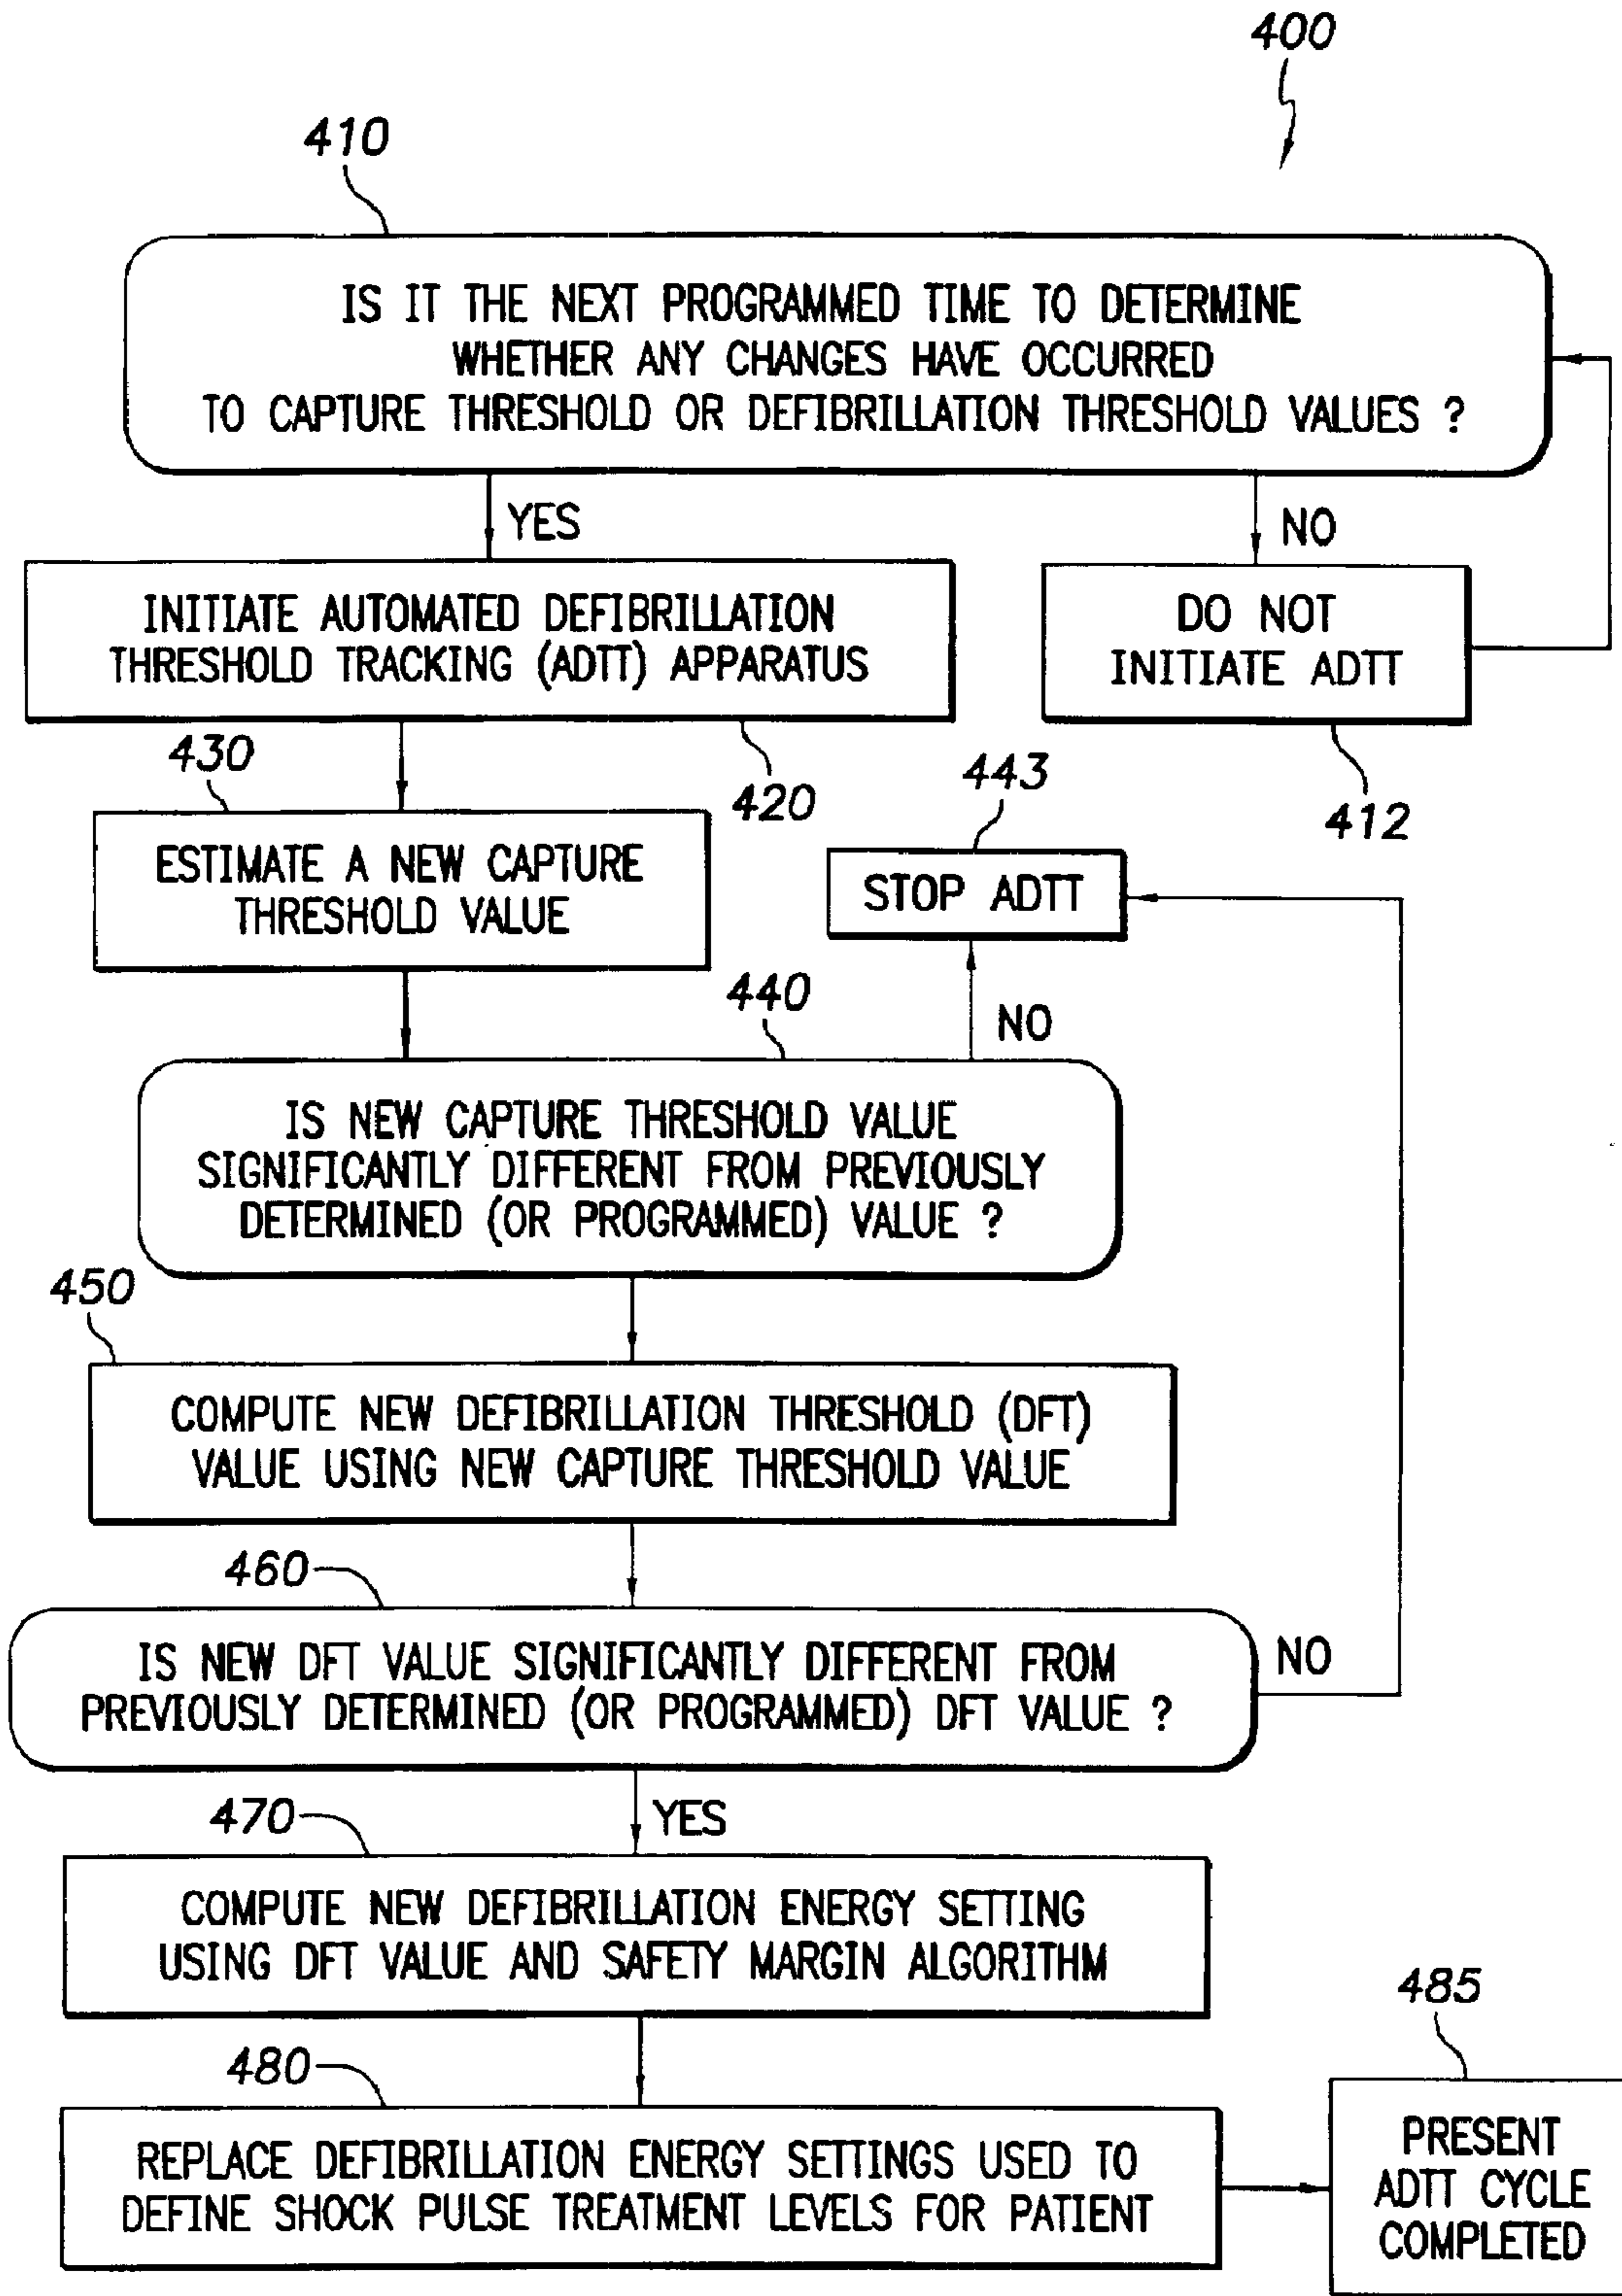 400
410
IS IT THE NEXT PROGRAMMED TIME TO DETERMINE
WHETHER ANY CHANGES HAVE OCCURRED
TO CAPTURE THRESHOLD OR DEFIBRILLATION THRESHOLD VALUES ?
YES
NO
INITIATE AUTOMATED DEFIBRILLATION
THRESHOLD TRACKING (ADTT) APPARATUS
DO NOT
INITIATE ADTT
420
412
430
ESTIMATE A NEW CAPTURE
THRESHOLD VALUE
443
STOP ADTT
440
NO
IS NEW CAPTURE THRESHOLD VALUE
SIGNIFICANTLY DIFFERENT FROM PREVIOUSLY
DETERMINED (OR PROGRAMMED) VALUE ?
450
COMPUTE NEW DEFIBRILLATION THRESHOLD (DFT)
VALUE USING NEW CAPTURE THRESHOLD VALUE
460
IS NEW DFT VALUE SIGNIFICANTLY DIFFERENT FROM
PREVIOUSLY DETERMINED (OR PROGRAMMED) DFT VALUE ?
NO
YES
470
COMPUTE NEW DEFIBRILLATION ENERGY SETTING
USING DFT VALUE AND SAFETY MARGIN ALGORITHM
480
REPLACE DEFIBRILLATION ENERGY SETTINGS USED TO
DEFINE SHOCK PULSE TREATMENT LEVELS FOR PATIENT
485
PRESENT
ADTT CYCLE
COMPLETED